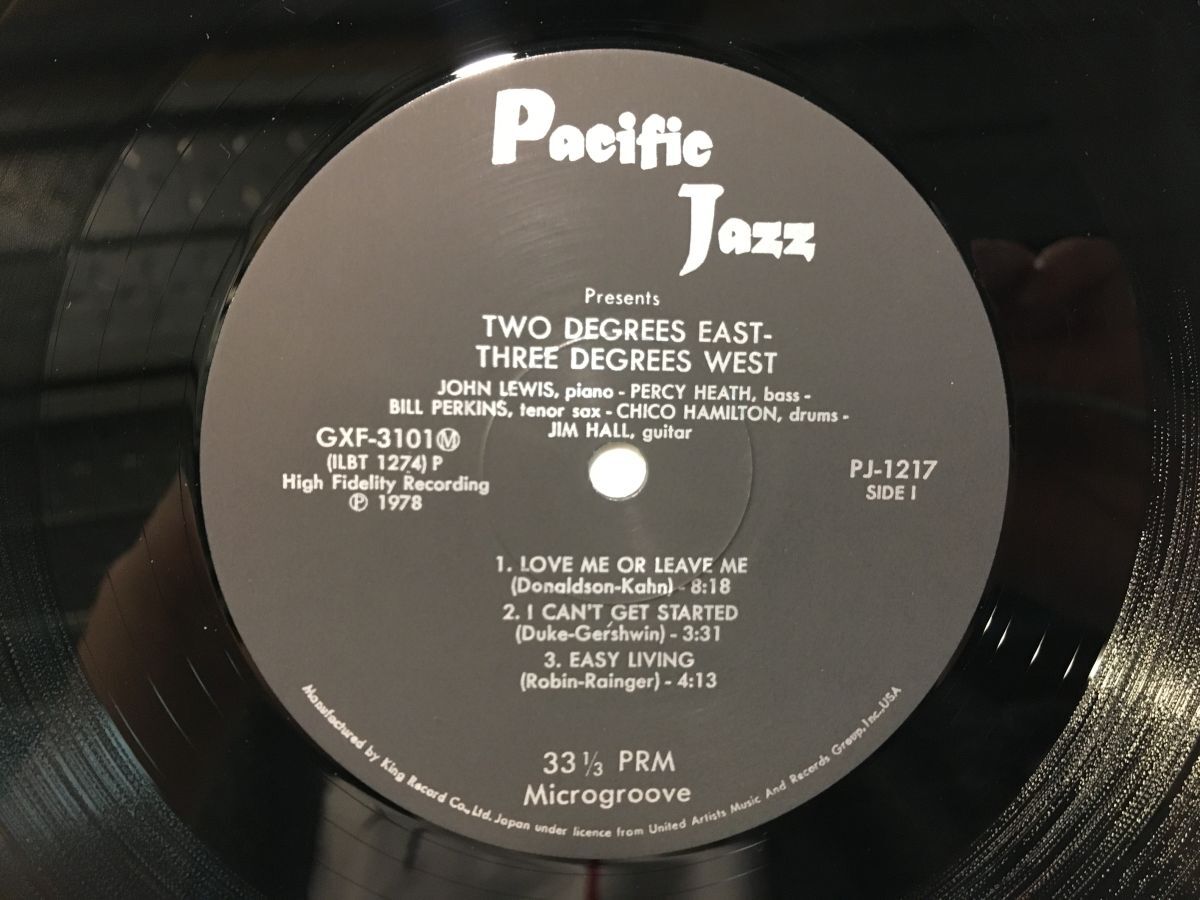 Pacific
Jazz
Presents
TWO DEGREES EAST-
THREE DEGREES WEST
JOHN LEWIS, piano - PERCY HEATH, bass -
BILL PERKINS, tenor sax - CHICO HAMILTON, drums -
JIM HALL, guitar
GXF-3101Ⓜ
(ILBT 1274) P
High Fidelity Recording
℗ 1978
PJ-1217
SIDE I
1. LOVE ME OR LEAVE ME
(Donaldson-Kahn) - 8:18
2. I CAN'T GET STARTED
(Duke-Gershwin) - 3:31
3. EASY LIVING
(Robin-Rainger) - 4:13
33 ⅓ PRM
Microgroove
Manufactured by King Record Co., Ltd. Japan under licence from United Artists Music And Records Group, Inc., USA